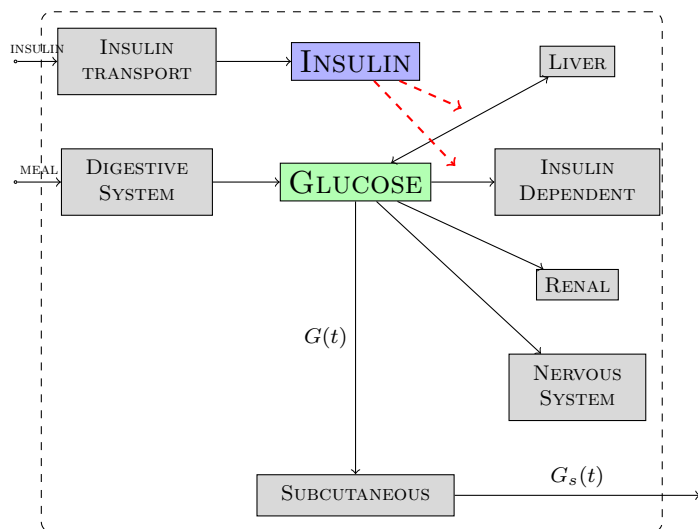 INSULIN
INSULIN
TRANSPORT
INSULIN
LIVER
MEAL
DIGESTIVE
SYSTEM
GLUCOSE
INSULIN
DEPENDENT
RENAL
G(t)
NERVOUS
SYSTEM
SUBCUTANEOUS
G_s(t)